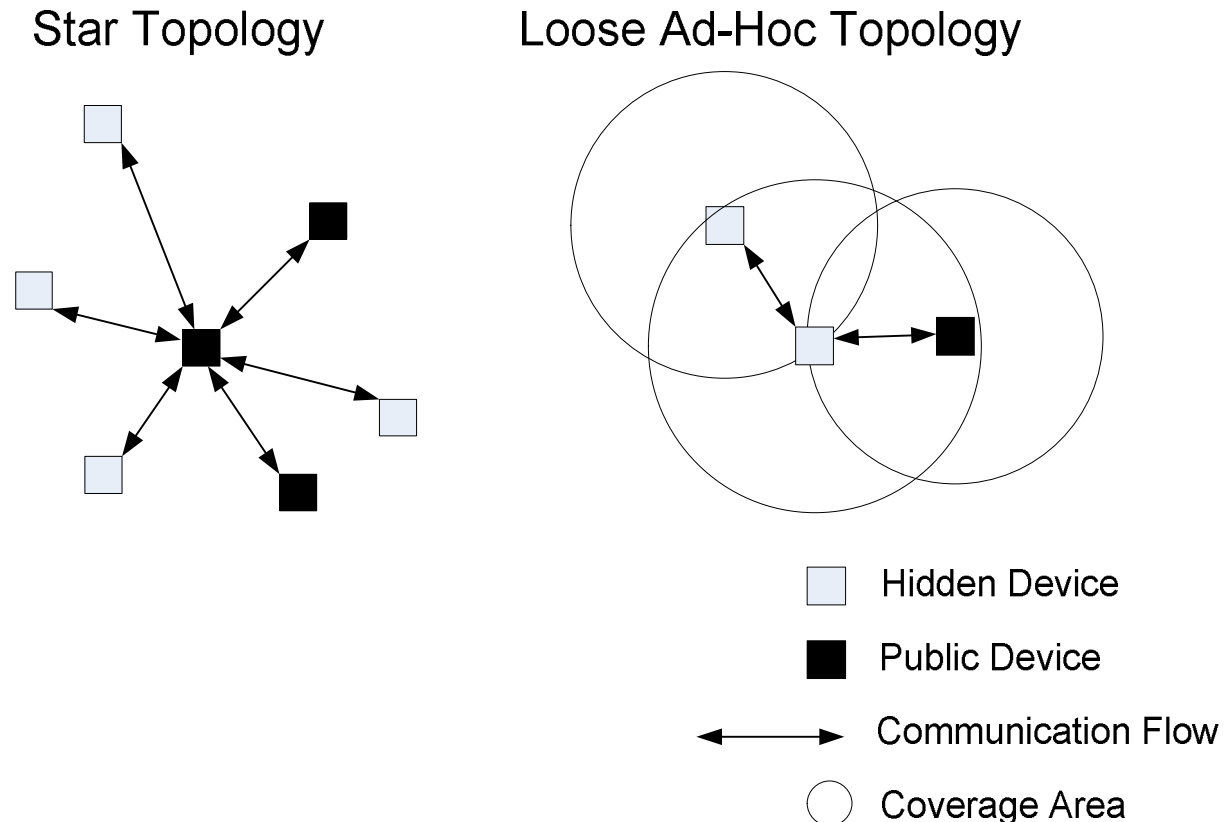 Star Topology
Loose Ad-Hoc Topology
Hidden Device
Public Device
Communication Flow
Coverage Area